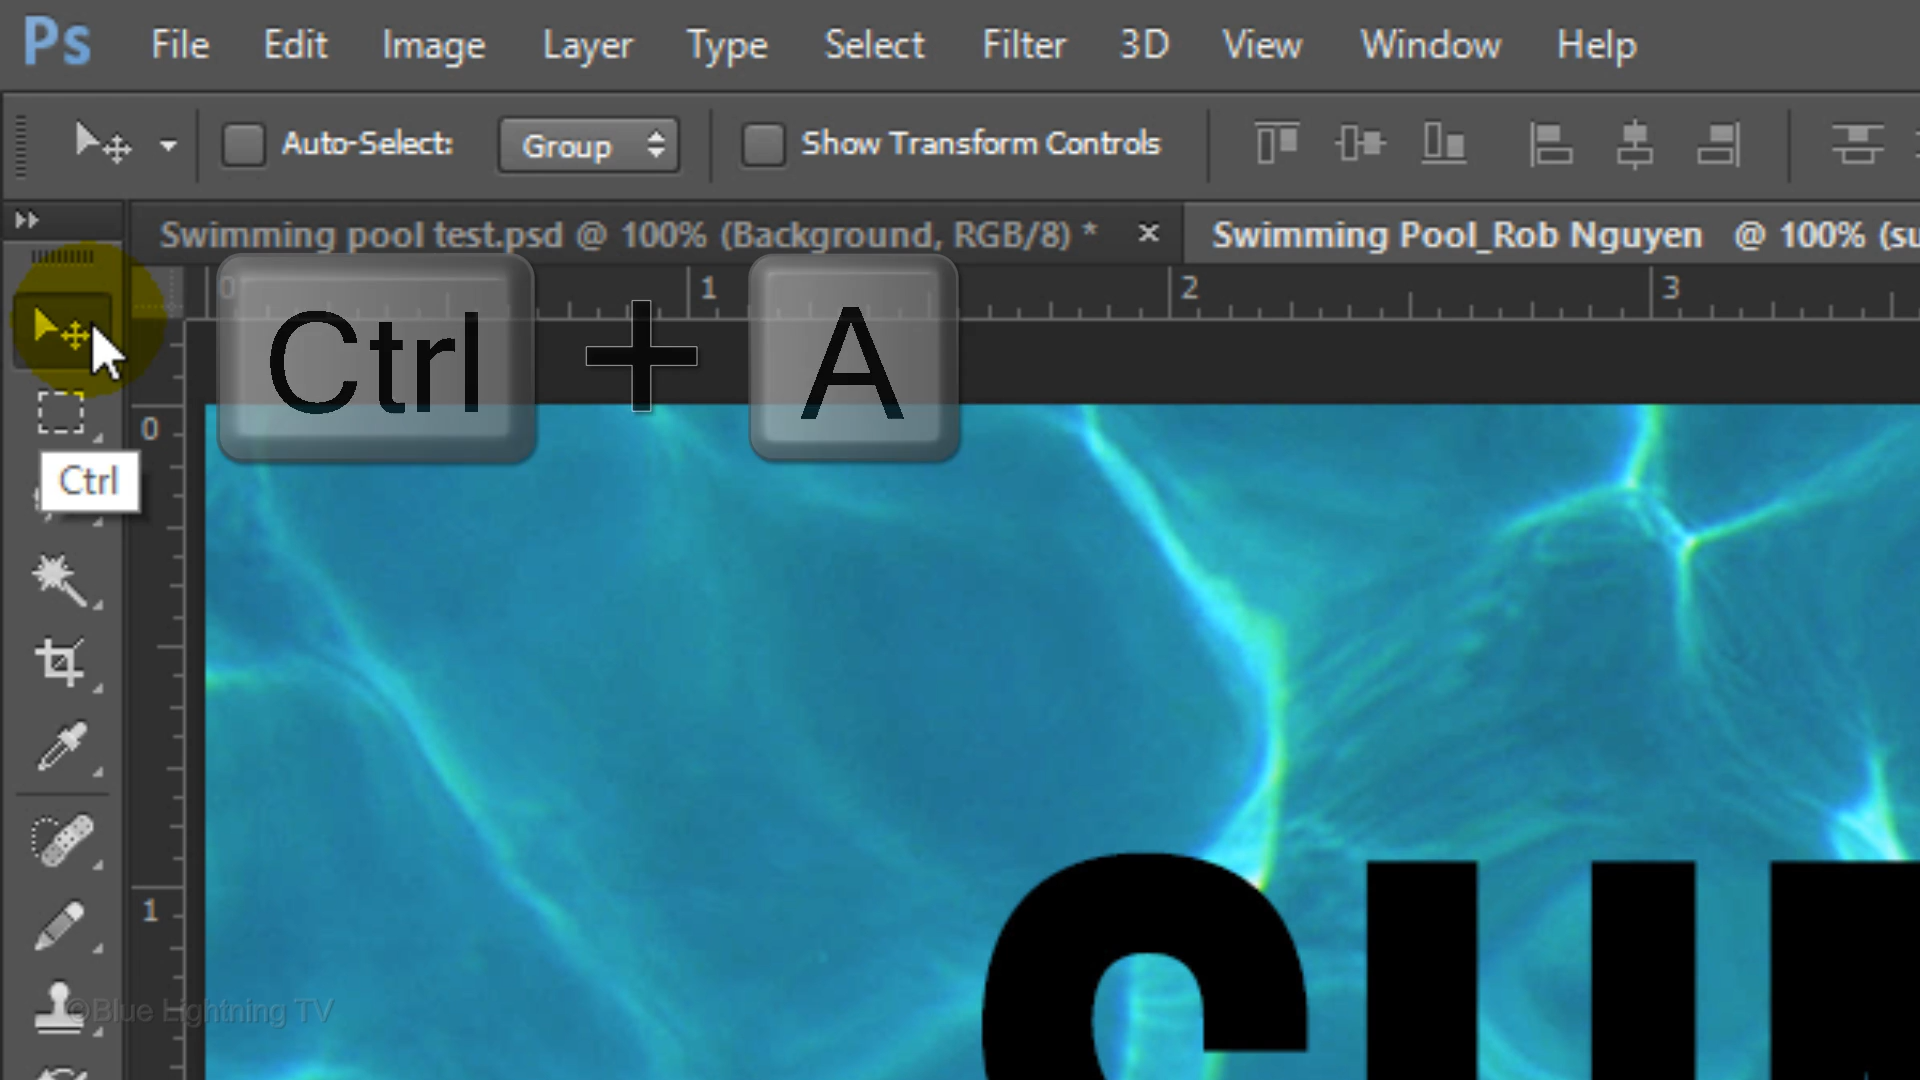 Ps File Edit Image Layer Type Select Filter 3D View Window Help
Auto-Select: Group Show Transform Controls
Swimming pool test.psd @ 100% (Background, RGB/8) * × Swimming Pool_Rob Nguyen @ 100% (su
0 1 2 3
Ctrl + A
0
Ctrl
SUR
1
©Blue Lightning TV